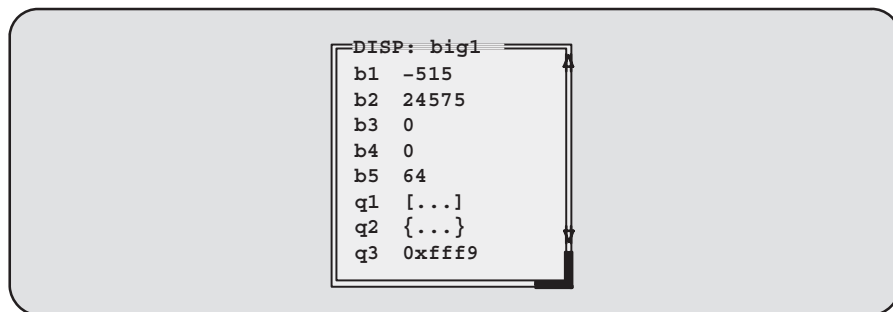 DISP: big1
b1 -515
b2 24575
b3 0
b4 0
b5 64
q1 [...]
q2 {...}
q3 0xfff9